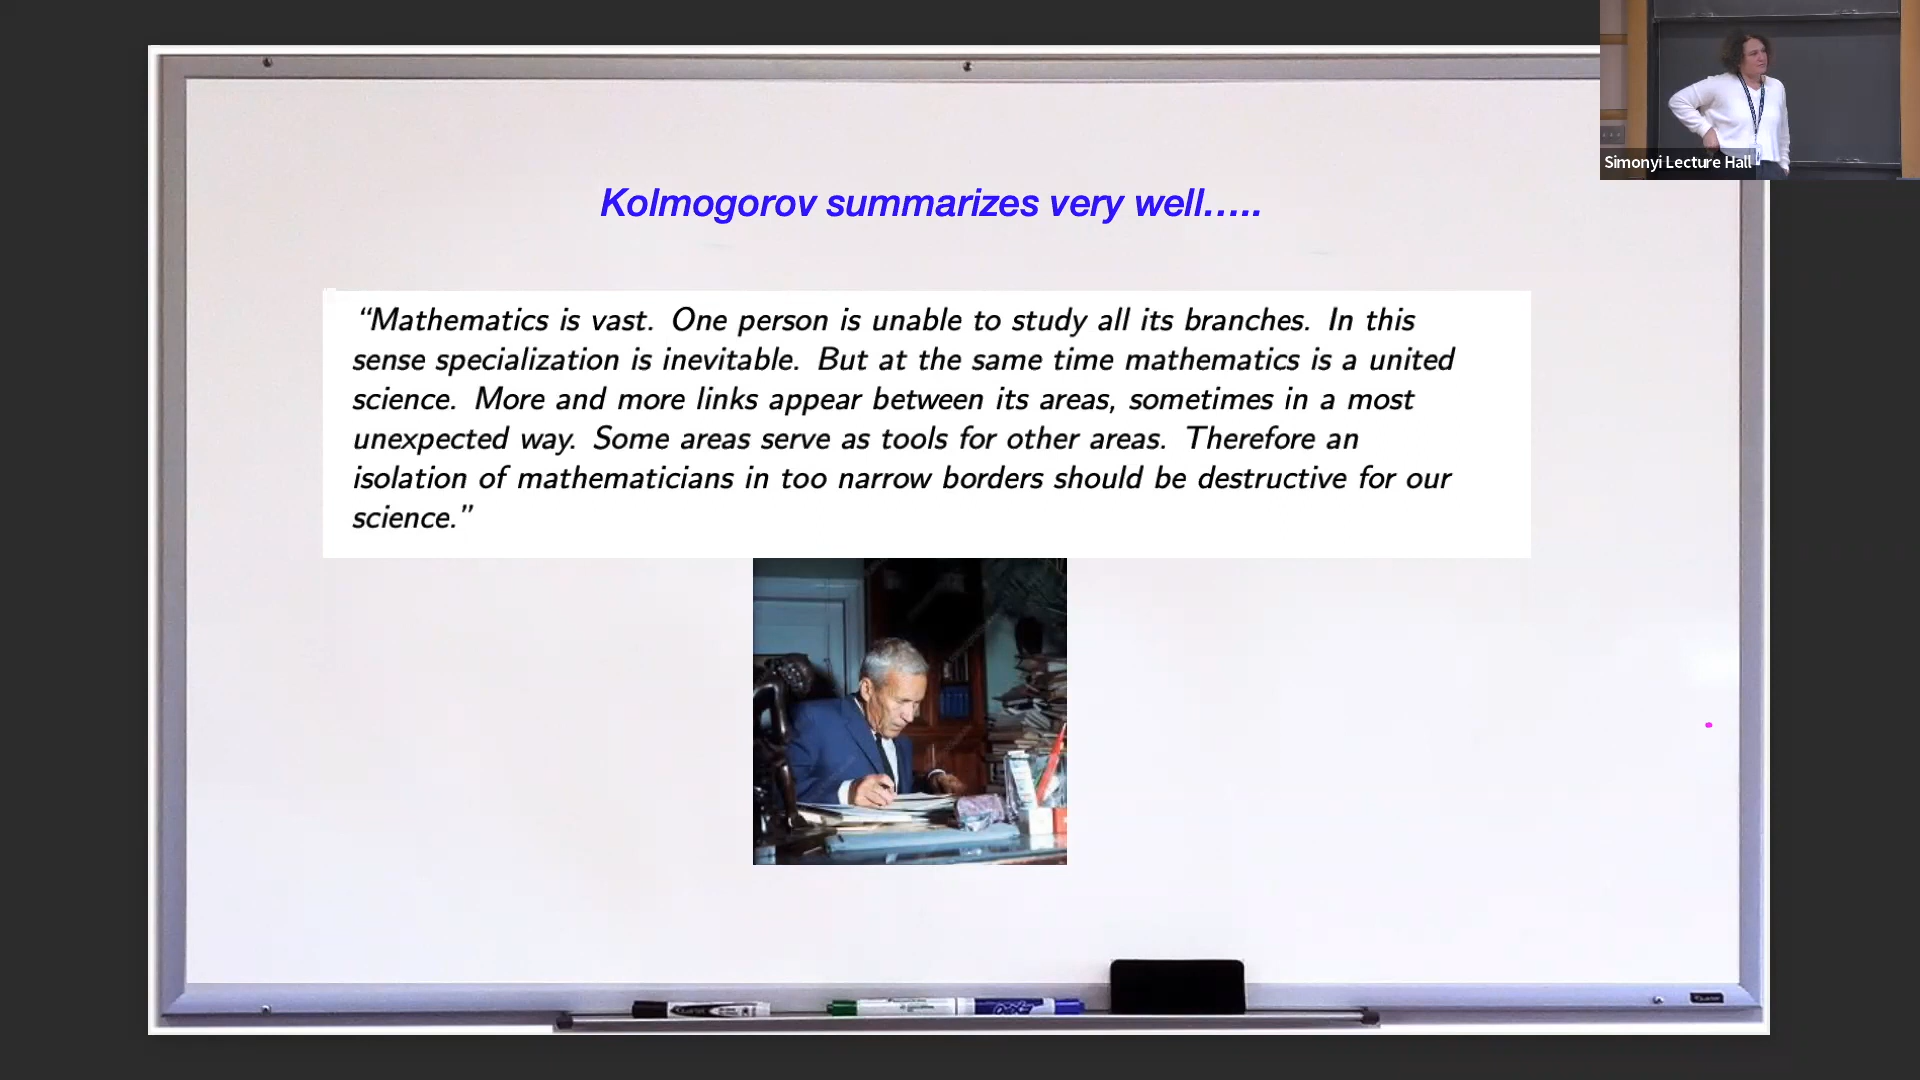 Simonyi Lecture Hall
Kolmogorov summarizes very well.....
“Mathematics is vast. One person is unable to study all its branches. In this
sense specialization is inevitable. But at the same time mathematics is a united
science. More and more links appear between its areas, sometimes in a most
unexpected way. Some areas serve as tools for other areas. Therefore an
isolation of mathematicians in too narrow borders should be destructive for our
science.”